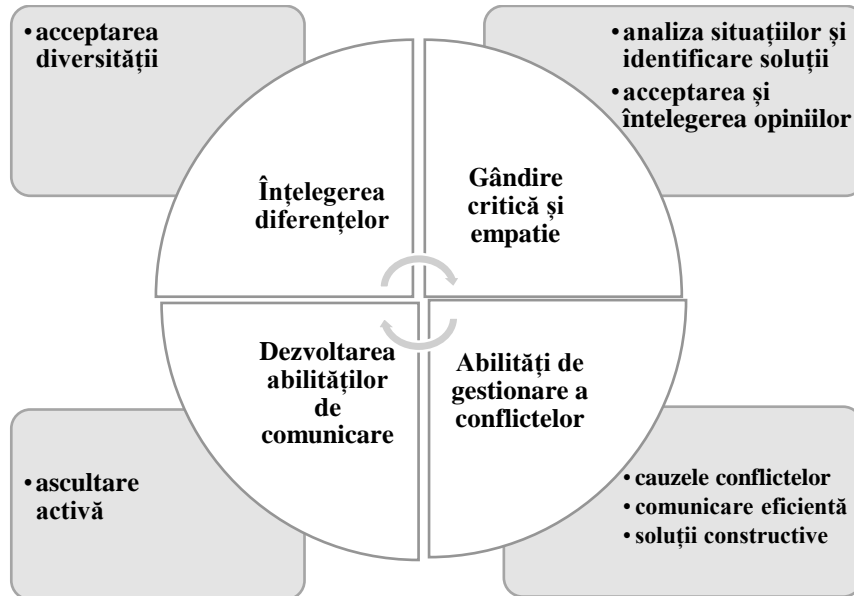 • acceptarea
diversității
Înțelegerea
diferențelor
• analiza situațiilor și
identificare soluții
• acceptarea și
întelegerea opiniilor
Gândire
critică și
empatie
Dezvoltarea
abilităților
de
comunicare
• ascultare
activă
Abilități de
gestionare a
conflictelor
• cauzele conflictelor
• comunicare eficientă
• soluții constructive